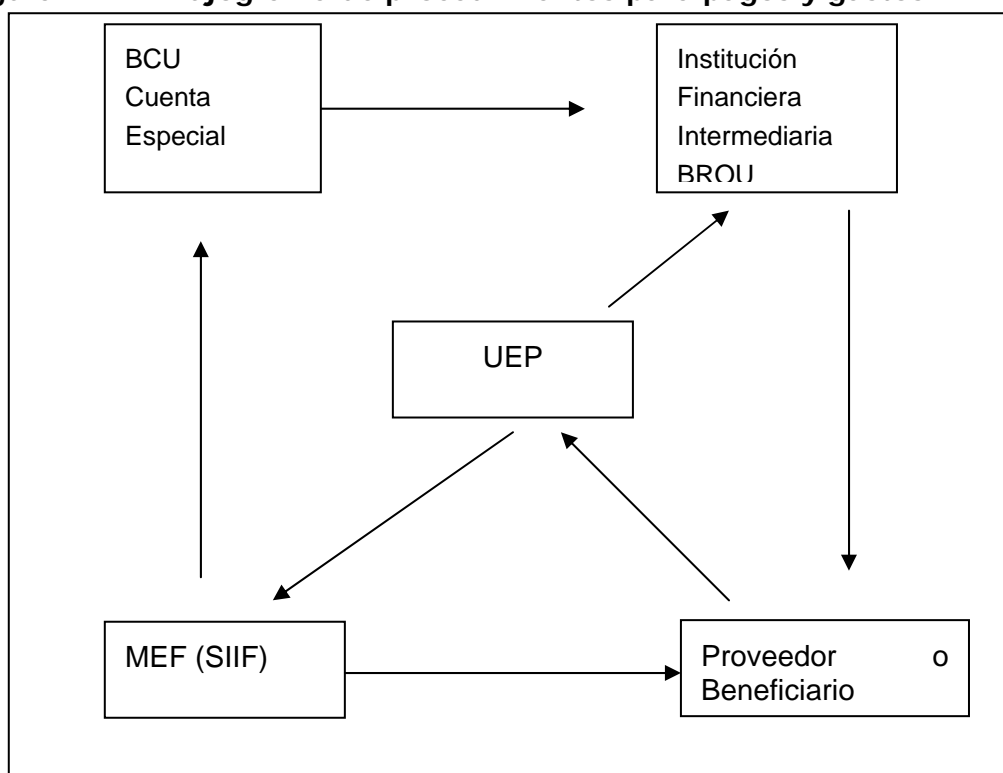 BCU
Cuenta
Especial
Institución
Financiera
Intermediaria
BROU
UEP
MEF (SIIF)
Proveedor o
Beneficiario